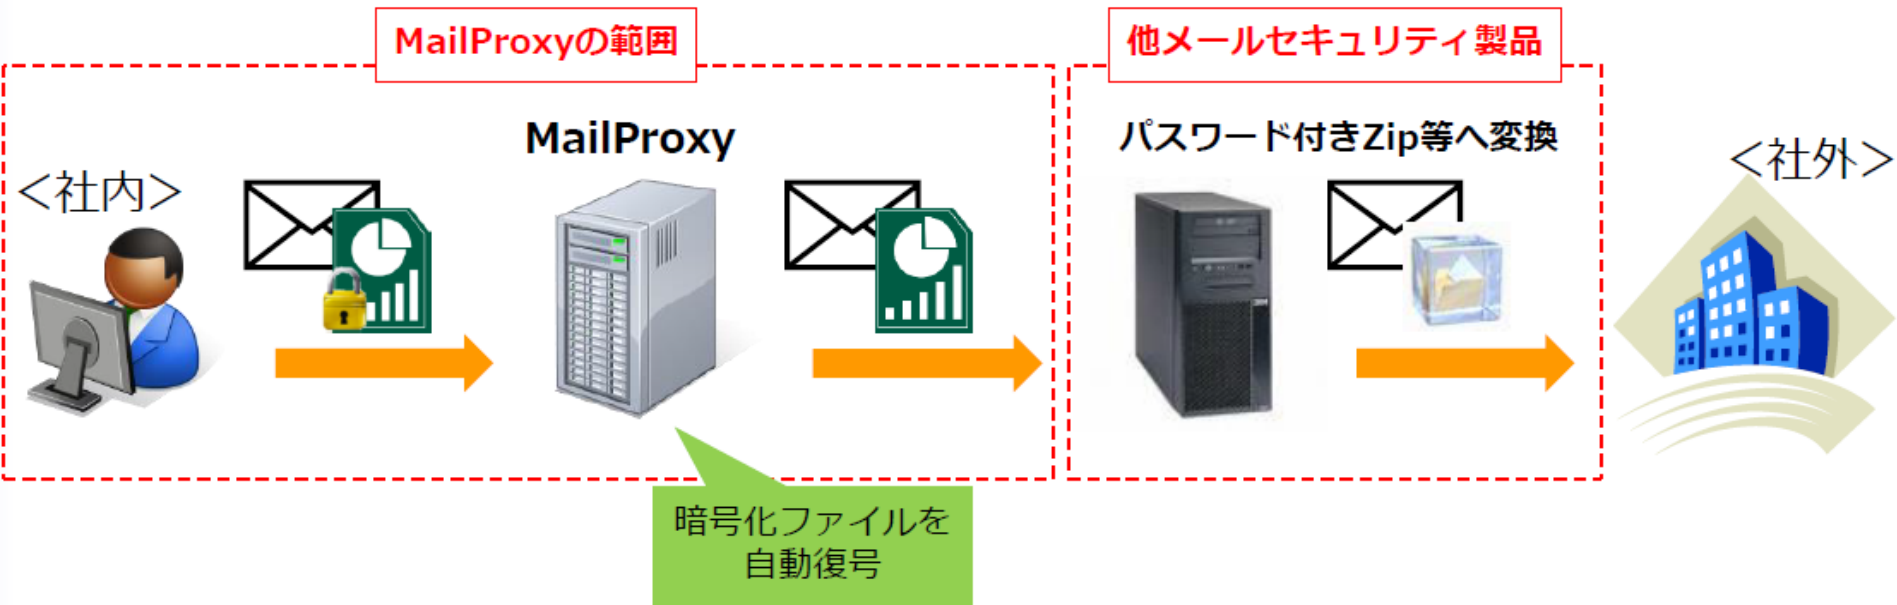 MailProxyの範囲
他メールセキュリティ製品
MailProxy
パスワード付きZip等へ変換
＜社内＞
＜社外＞
暗号化ファイルを
自動復号